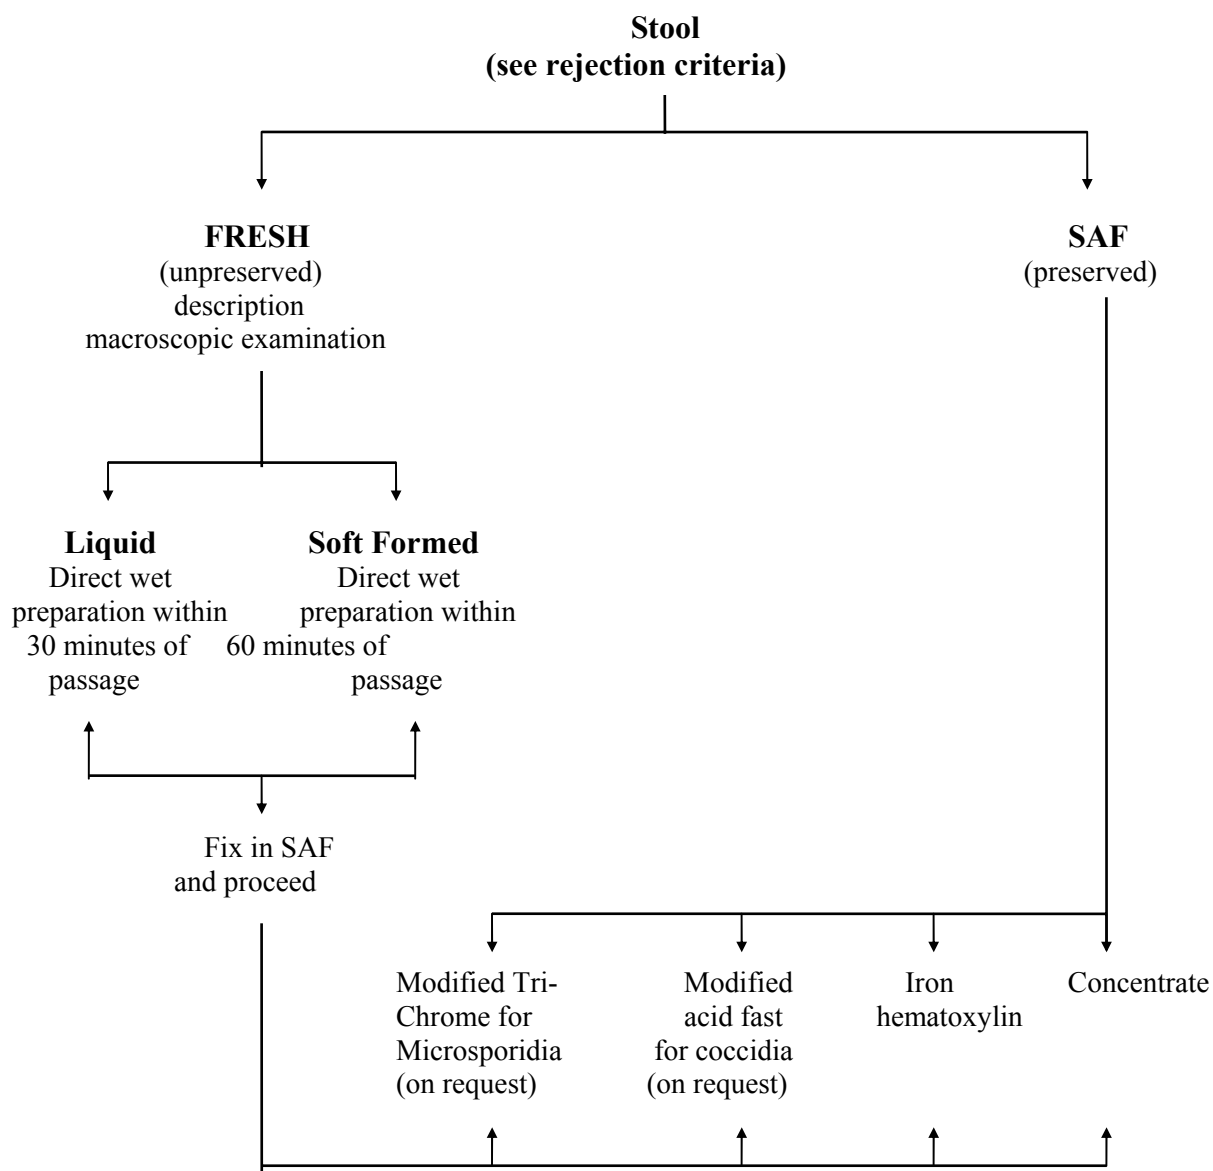 Stool
(see rejection criteria)
FRESH
(unpreserved)
description
macroscopic examination
SAF
(preserved)
Liquid
Direct wet
preparation within
30 minutes of
passage
Soft Formed
Direct wet
preparation within
60 minutes of
passage
Fix in SAF
and proceed
Modified Tri-
Chrome for
Microsporidia
(on request)
Modified
acid fast
for coccidia
(on request)
Iron
hematoxylin
Concentrate